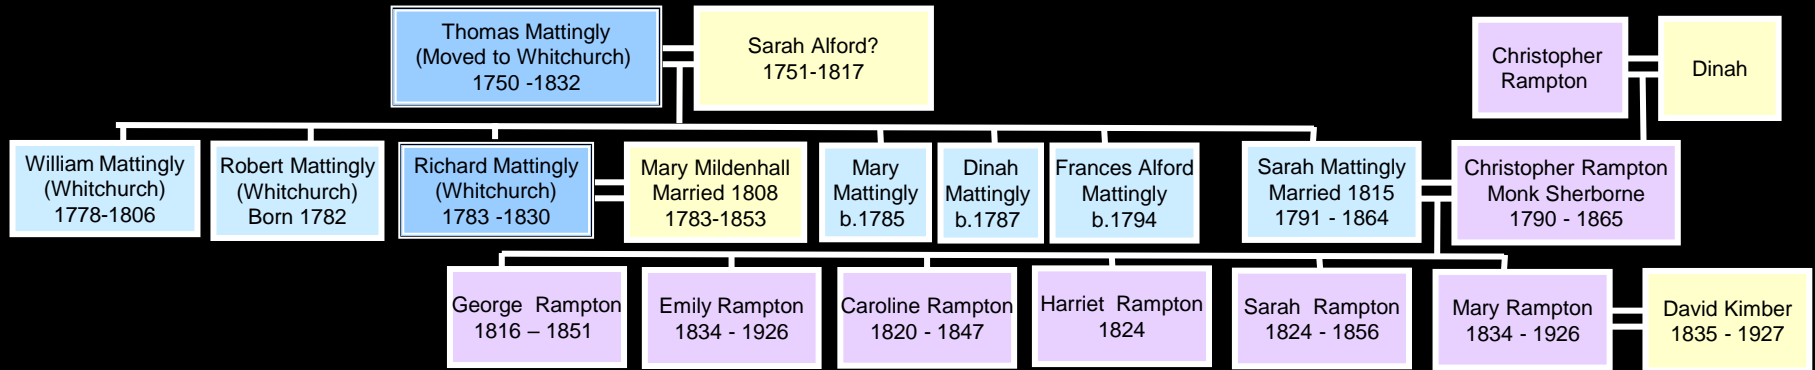 Thomas Mattingly
(Moved to Whitchurch)
1750 -1832
Sarah Alford?
1751-1817
Christopher
Rampton
Dinah
William Mattingly
(Whitchurch)
1778-1806
Robert Mattingly
(Whitchurch)
Born 1782
Richard Mattingly
(Whitchurch)
1783 -1830
Mary Mildenhall
Married 1808
1783-1853
Mary
Mattingly
b.1785
Dinah
Mattingly
b.1787
Frances Alford
Mattingly
b.1794
Sarah Mattingly
Married 1815
1791 - 1864
Christopher Rampton
Monk Sherborne
1790 - 1865
George  Rampton
1816 – 1851
Emily Rampton
1834 - 1926
Caroline Rampton
1820 - 1847
Harriet  Rampton
1824
Sarah  Rampton
1824 - 1856
Mary Rampton
1834 - 1926
David Kimber
1835 - 1927